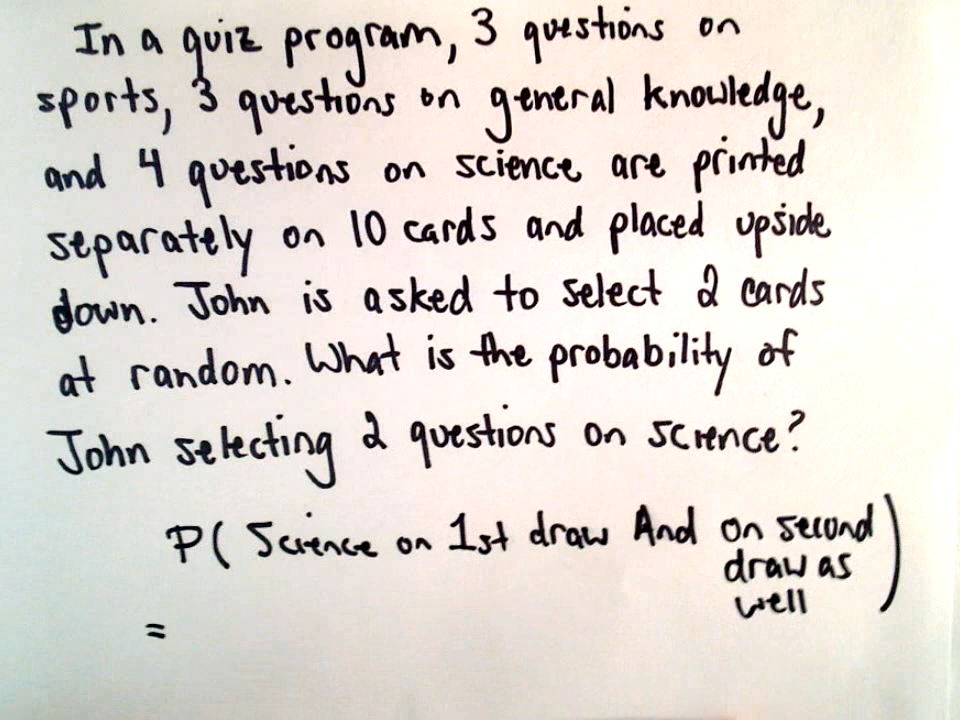 In a quiz program, 3 questions on
sports, 3 questions on general knowledge,
and 4 questions on science are printed
separately on 10 cards and placed upside
down. John is asked to select 2 cards
at random. What is the probability of
John selecting 2 questions on science?
P( Science on 1st draw And on second
draw as
well )
=